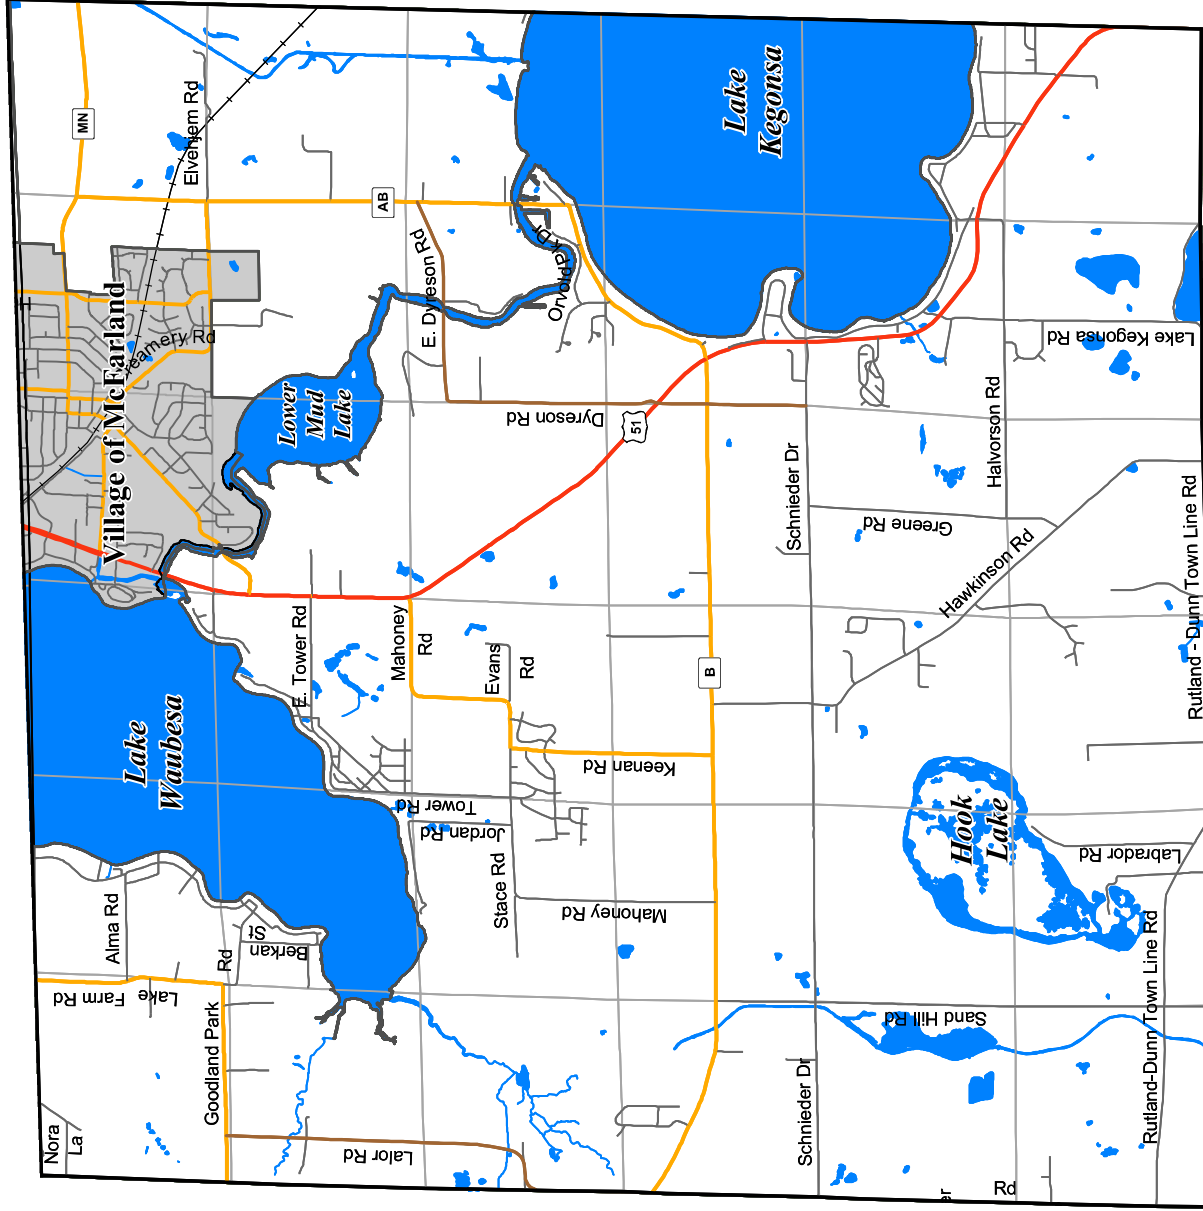 MN
Elvehjem Rd
AB
Lake
Kegonsa
E. Dyreson Rd
Orvold Pk Dr
Village of McFarland
Creamery Rd
Lower
Mud
Lake
Dyreson Rd
51
Lake Kegonsa Rd
Halvorson Rd
Schnieder Dr
Greene Rd
Hawkinson Rd
Rutland - Dunn Town Line Rd
Lake
Waubesa
E. Tower Rd
Mahoney
Rd
Evans
Rd
B
Keenan Rd
Tower Rd
Jordan Rd
Stace Rd
Mahoney Rd
Hook
Lake
Labrador Rd
Alma Rd
Berkan
St
Lake Farm Rd
Goodland Park
Rd
Sand Hill Rd
Rutland-Dunn Town Line Rd
Schnieder Dr
Lalor Rd
Nora
La
er
Rd